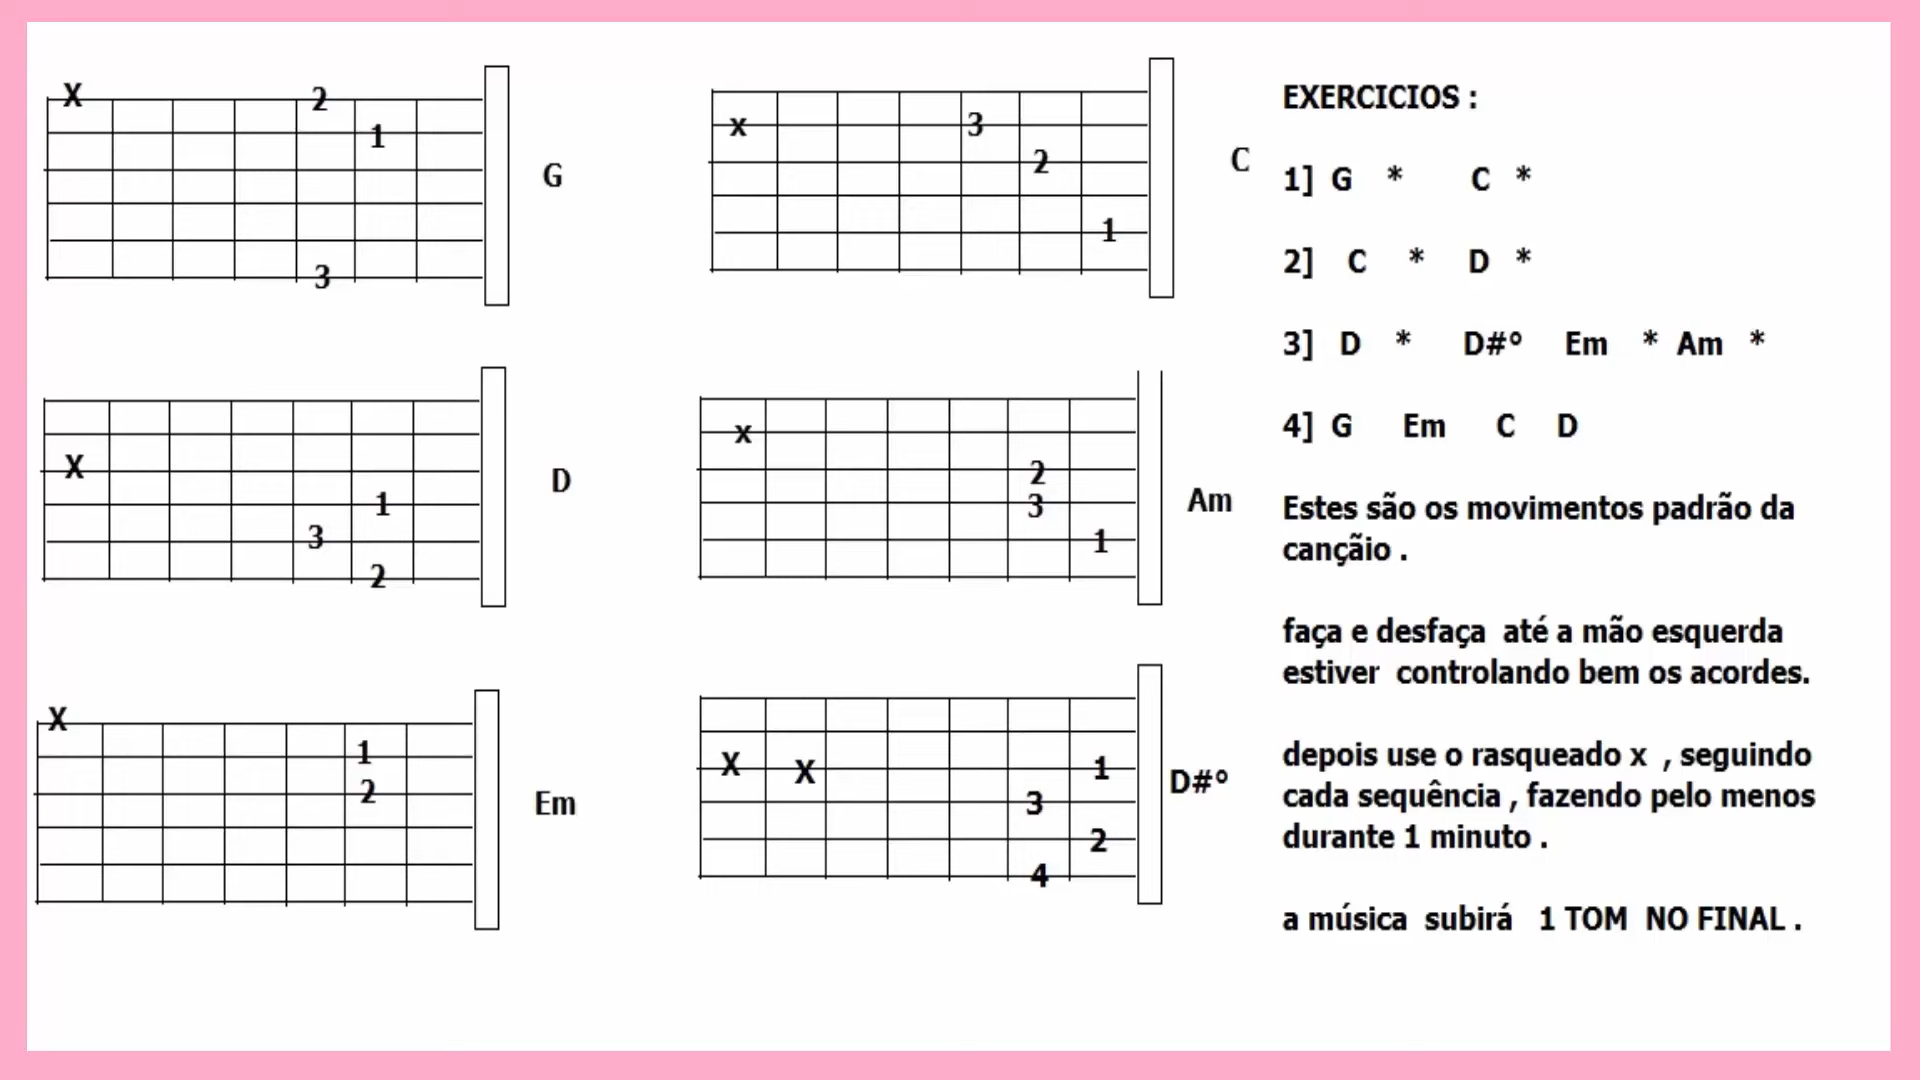 X
2
1
3
G
x
3
2
1
C
X
1
3
2
D
x
2
3
1
Am
X
1
2
Em
X X
1
3
2
4
D#°
EXERCICIOS :
1] G * C *
2] C * D *
3] D * D#° Em * Am *
4] G Em C D
Estes são os movimentos padrão da
cançãio .
faça e desfaça até a mão esquerda
estiver controlando bem os acordes.
depois use o rasqueado x , seguindo
cada sequência , fazendo pelo menos
durante 1 minuto .
a música subirá 1 TOM NO FINAL .